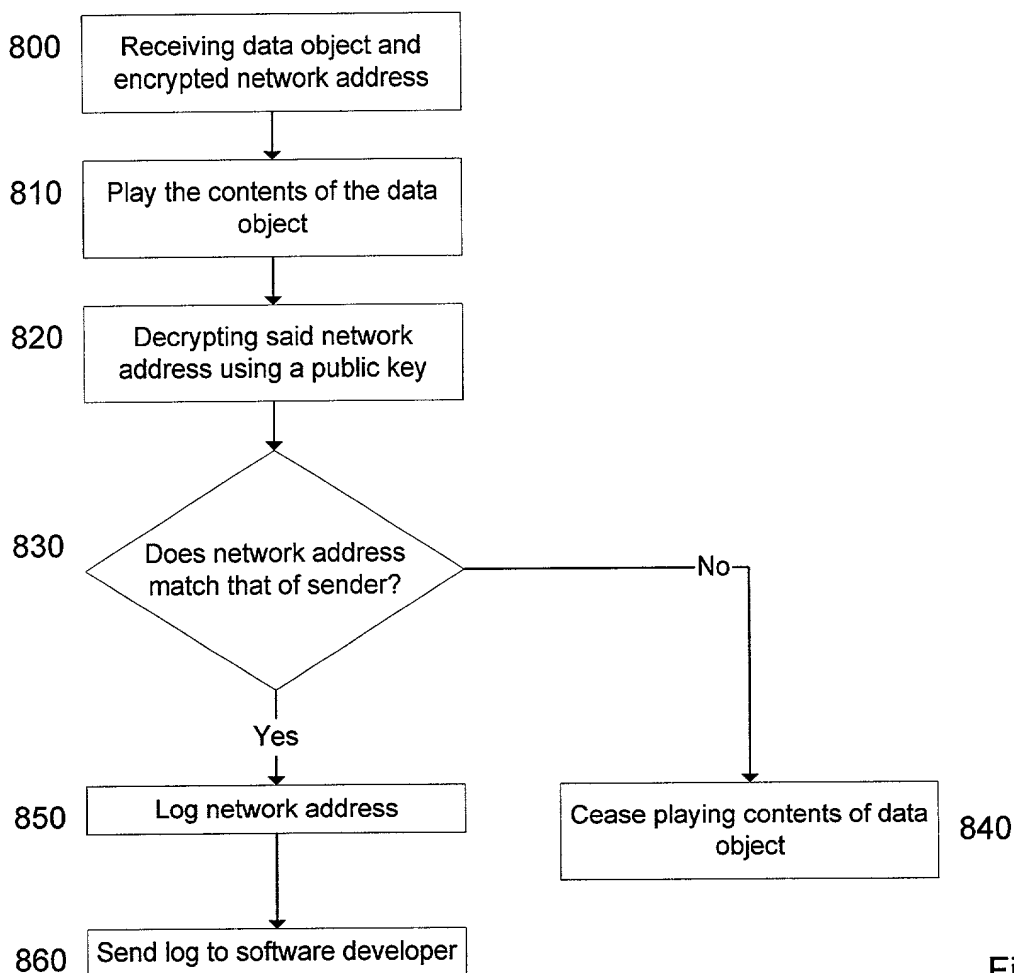 800
Receiving data object and
encrypted network address
810
Play the contents of the data
object
820
Decrypting said network
address using a public key
830
Does network address
match that of sender?
No
Yes
850
Log network address
Cease playing contents of data
object
840
860
Send log to software developer